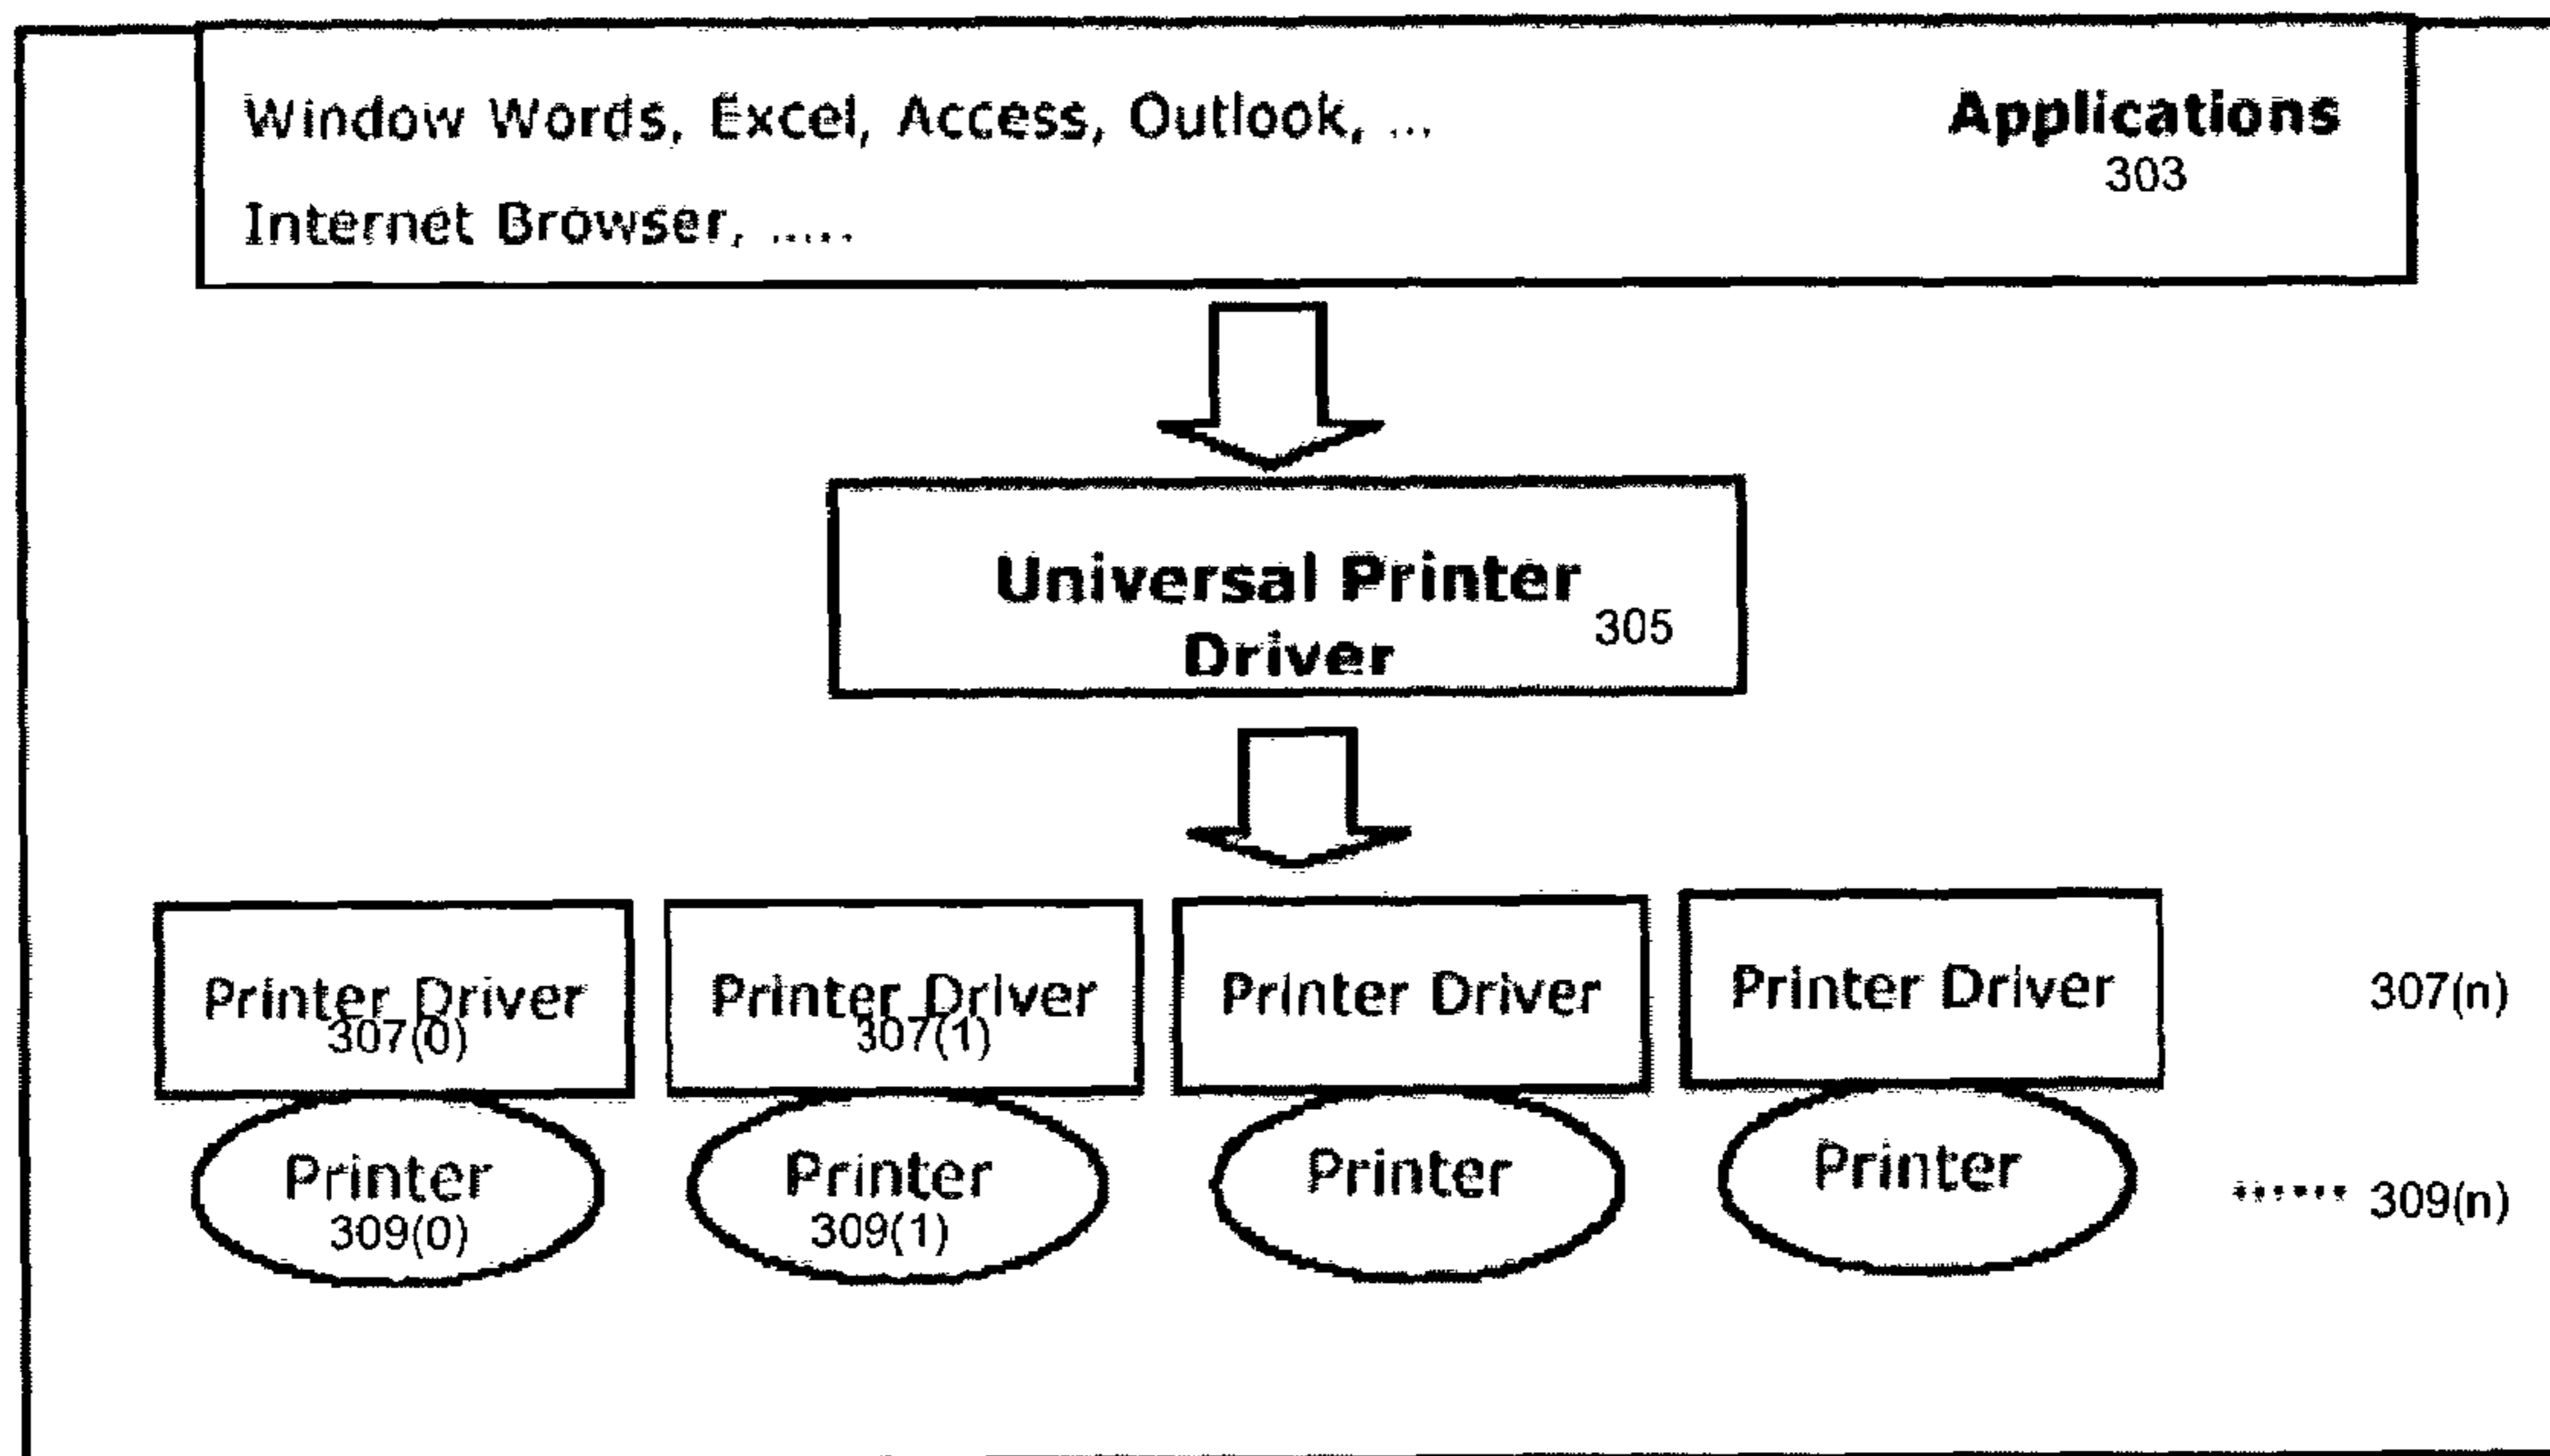 Window Words, Excel, Access, Outlook, ...
Applications
303
Internet Browser, .....
Universal Printer
305
Driver
Printer Driver
307(0)
Printer Driver
307(1)
Printer Driver
Printer Driver
307(n)
Printer
309(0)
Printer
309(1)
Printer
Printer
...... 309(n)